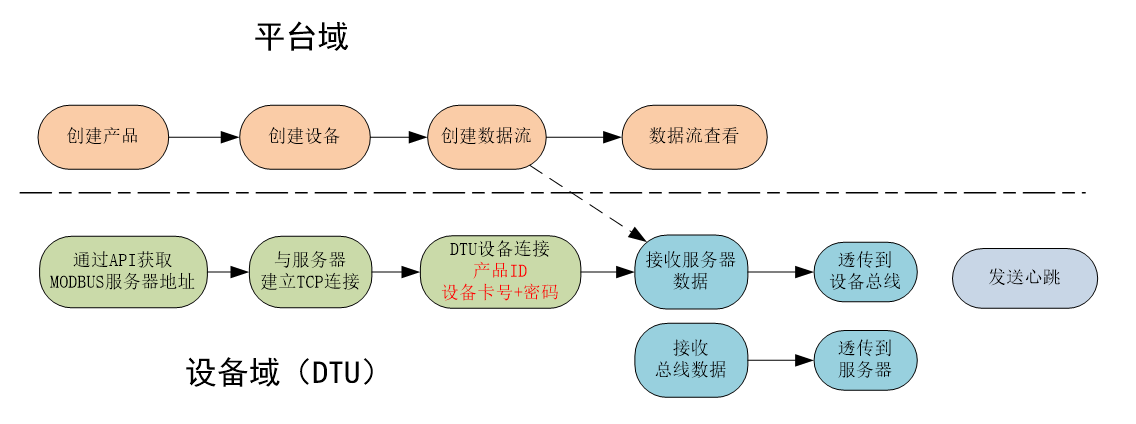 平台域
创建产品
创建设备
创建数据流
数据流查看
通过API获取
MODBUS服务器地址
与服务器
建立TCP连接
DTU设备连接
产品ID
设备卡号+密码
接收服务器
数据
透传到
设备总线
发送心跳
接收
总线数据
透传到
服务器
设备域（DTU）